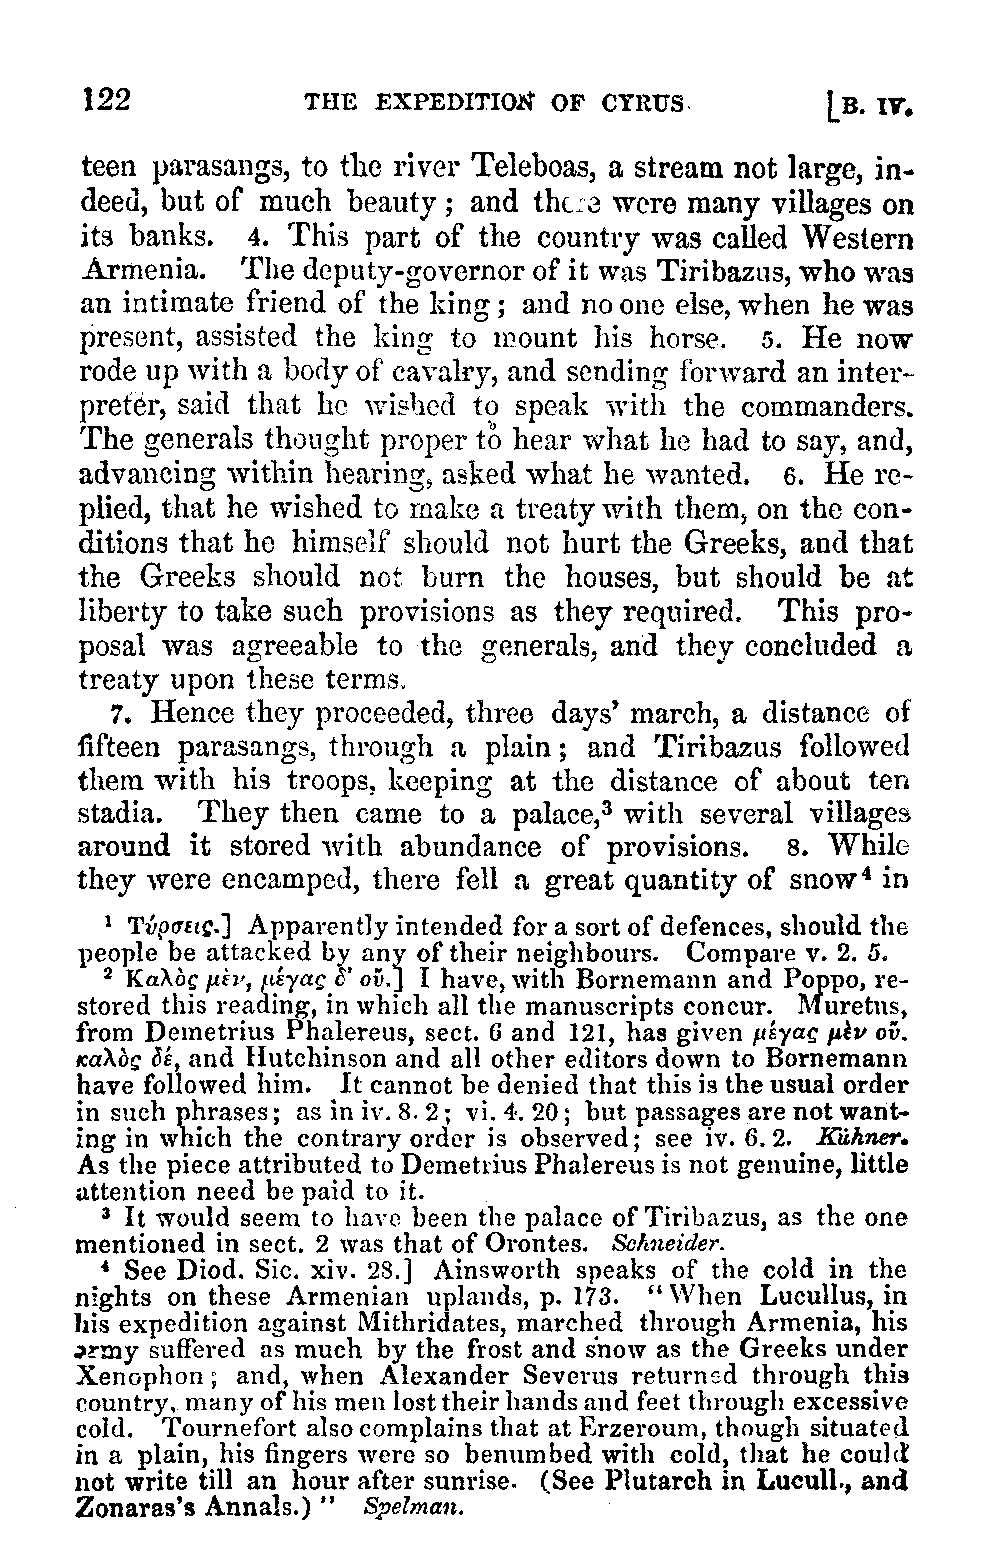 122 THE EXPEDITION OF CYRUS. [B. IV.
teen parasangs, to the river Teleboas, a stream not large, in-
deed, but of much beauty; and there were many villages on
its banks. 4. This part of the country was called Western
Armenia. The deputy-governor of it was Tiribazus, who was
an intimate friend of the king; and no one else, when he was
present, assisted the king to mount his horse. 5. He now
rode up with a body of cavalry, and sending forward an inter-
preter, said that he wished to speak with the commanders.
The generals thought proper to hear what he had to say, and,
advancing within hearing, asked what he wanted. 6. He re-
plied, that he wished to make a treaty with them, on the con-
ditions that he himself should not hurt the Greeks, and that
the Greeks should not burn the houses, but should be at
liberty to take such provisions as they required. This pro-
posal was agreeable to the generals, and they concluded a
treaty upon these terms.
7. Hence they proceeded, three days' march, a distance of
fifteen parasangs, through a plain; and Tiribazus followed
them with his troops, keeping at the distance of about ten
stadia. They then came to a palace,³ with several villages
around it stored with abundance of provisions. 8. While
they were encamped, there fell a great quantity of snow⁴ in
¹ Τύρσεις.] Apparently intended for a sort of defences, should the
people be attacked by any of their neighbours. Compare v. 2. 5.
² Καλὸς μὲν, μέγας δ' οὔ.] I have, with Bornemann and Poppo, re-
stored this reading, in which all the manuscripts concur. Muretus,
from Demetrius Phalereus, sect. 6 and 121, has given μέγας μὲν οὔ.
καλὸς δέ, and Hutchinson and all other editors down to Bornemann
have followed him. It cannot be denied that this is the usual order
in such phrases; as in iv. 8. 2; vi. 4. 20; but passages are not want-
ing in which the contrary order is observed; see iv. 6. 2. Kühner.
As the piece attributed to Demetrius Phalereus is not genuine, little
attention need be paid to it.
³ It would seem to have been the palace of Tiribazus, as the one
mentioned in sect. 2 was that of Orontes. Schneider.
⁴ See Diod. Sic. xiv. 28.] Ainsworth speaks of the cold in the
nights on these Armenian uplands, p. 173. "When Lucullus, in
his expedition against Mithridates, marched through Armenia, his
army suffered as much by the frost and snow as the Greeks under
Xenophon; and, when Alexander Severus returned through this
country, many of his men lost their hands and feet through excessive
cold. Tournefort also complains that at Erzeroum, though situated
in a plain, his fingers were so benumbed with cold, that he could
not write till an hour after sunrise. (See Plutarch in Lucull., and
Zonaras's Annals.)" Spelman.